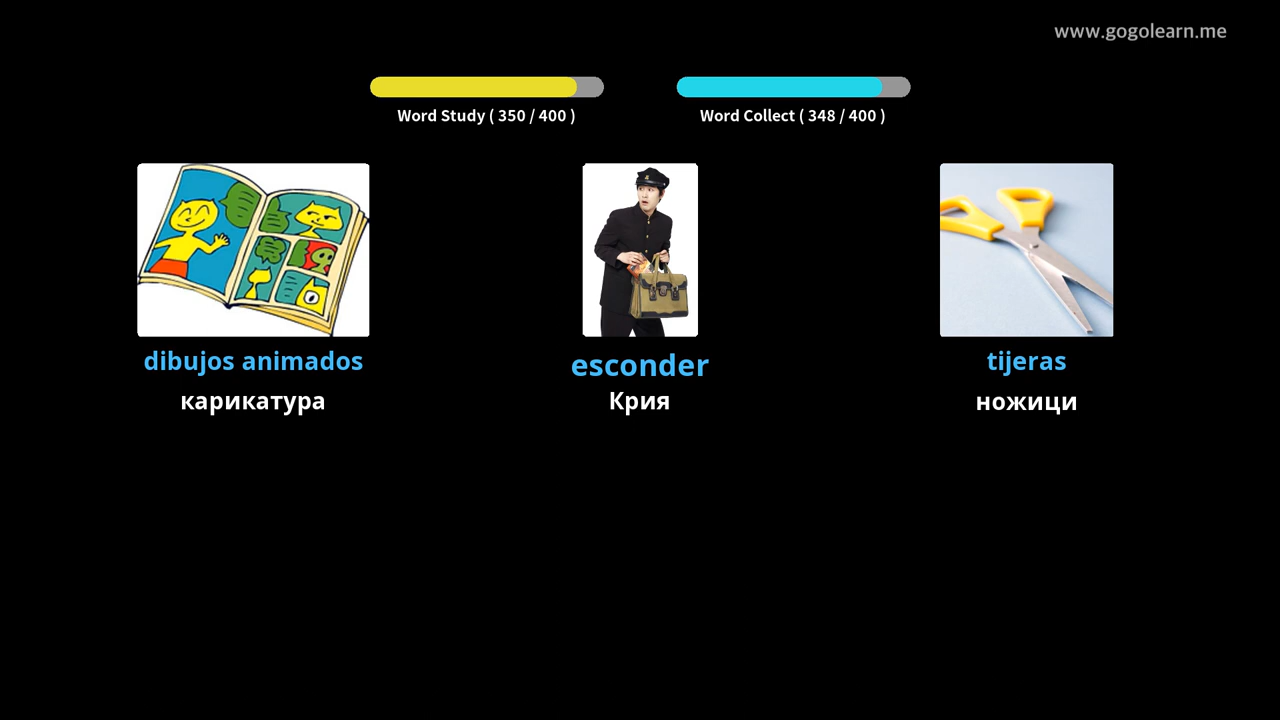 www.gogolearn.me
Word Study ( 350 / 400 )
Word Collect ( 348 / 400 )
dibujos animados
карикатура
esconder
Крия
tijeras
ножици